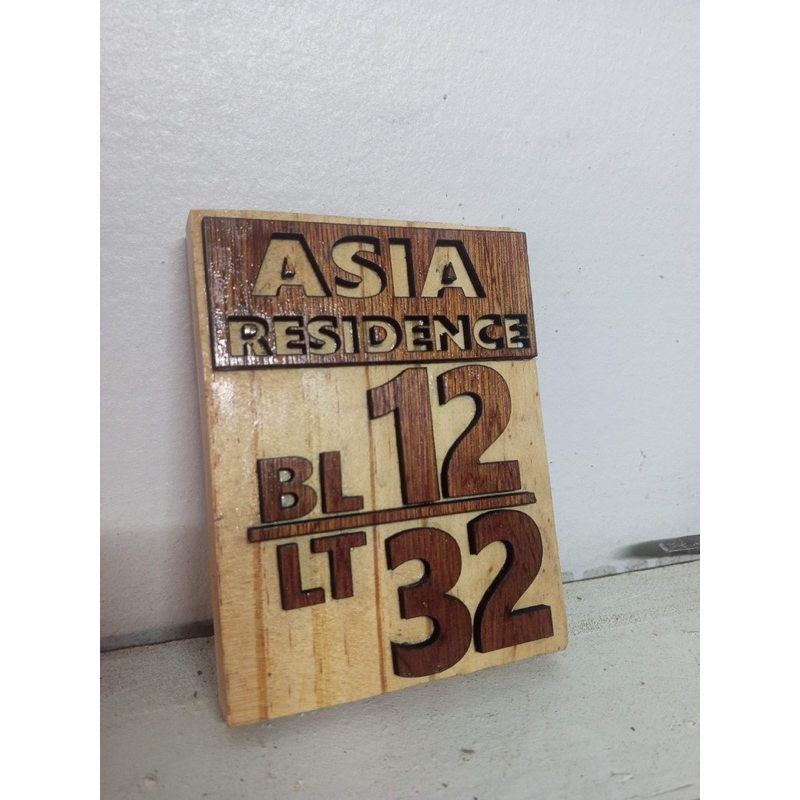 ASIA
RESIDENCE
BL 12
LT 32